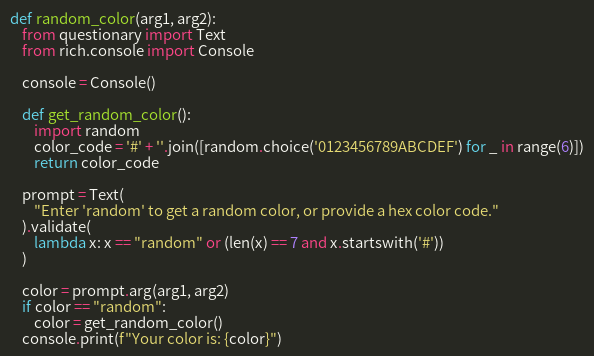 def random_color(arg1, arg2):
    from questionary import Text
    from rich.console import Console

    console = Console()

    def get_random_color():
        import random
        color_code = '#' + ''.join([random.choice('0123456789ABCDEF') for _ in range(6)])
        return color_code

    prompt = Text(
        "Enter 'random' to get a random color, or provide a hex color code."
    ).validate(
        lambda x: x == "random" or (len(x) == 7 and x.startswith('#'))
    )

    color = prompt.arg(arg1, arg2)
    if color == "random":
        color = get_random_color()
    console.print(f"Your color is: {color}")